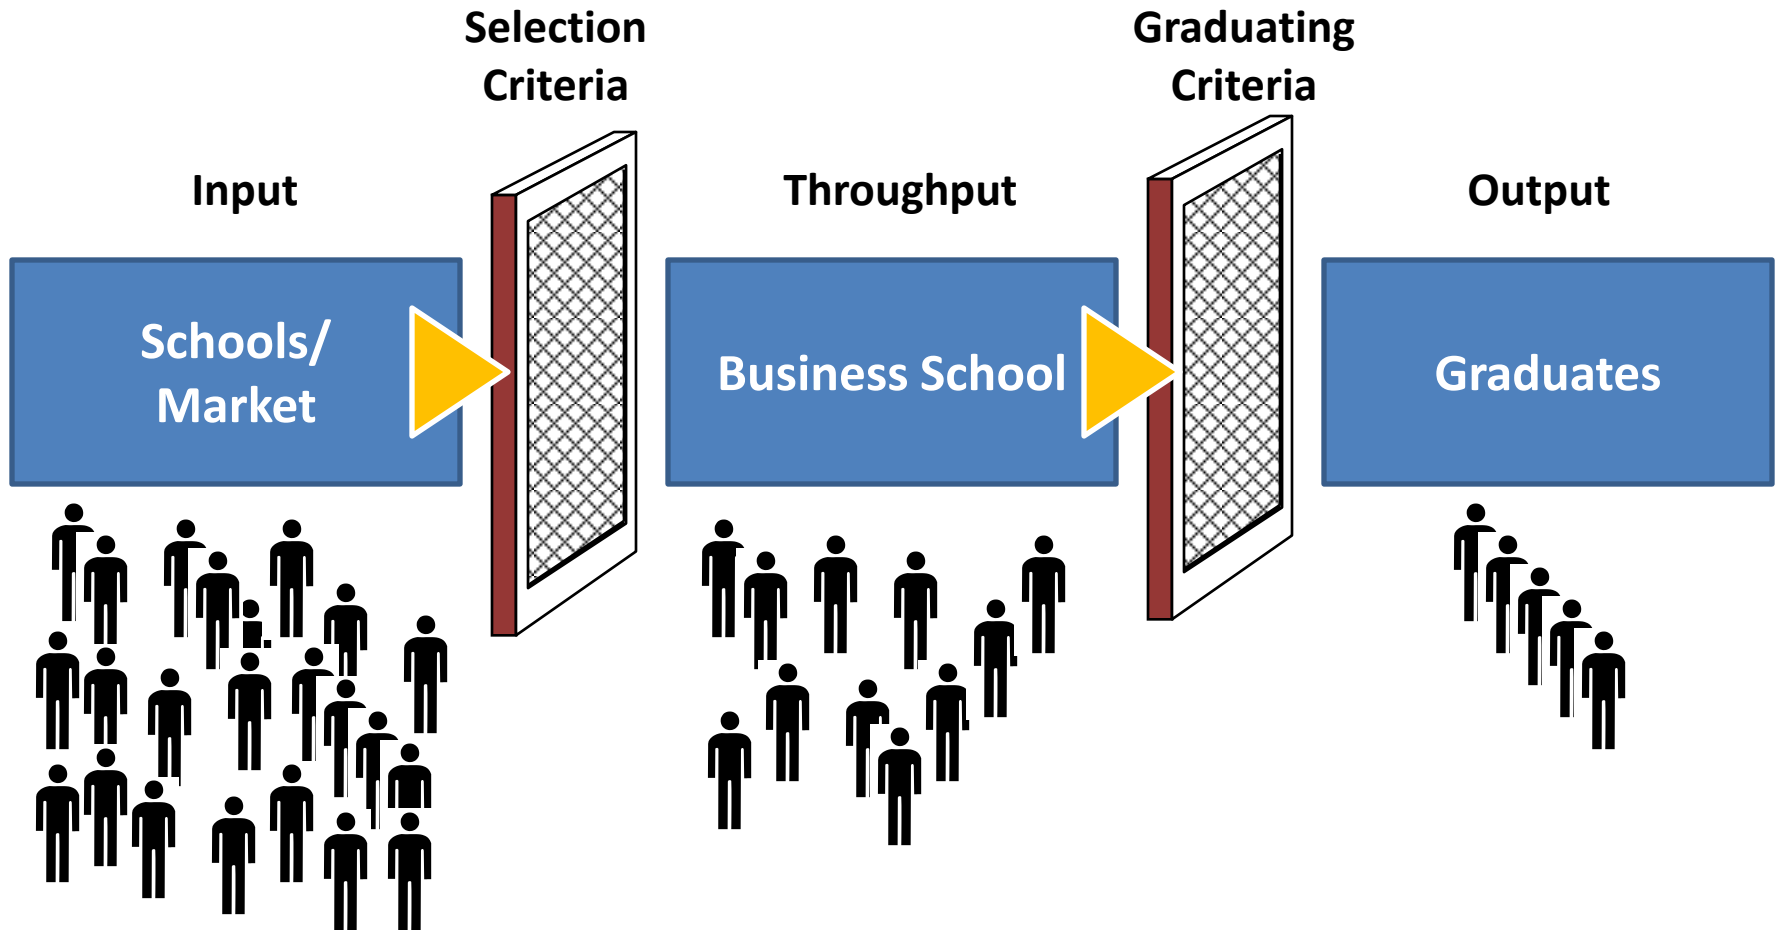 Selection
Criteria
Graduating
Criteria
Input
Throughput
Output
Schools/
Market
Business School
Graduates